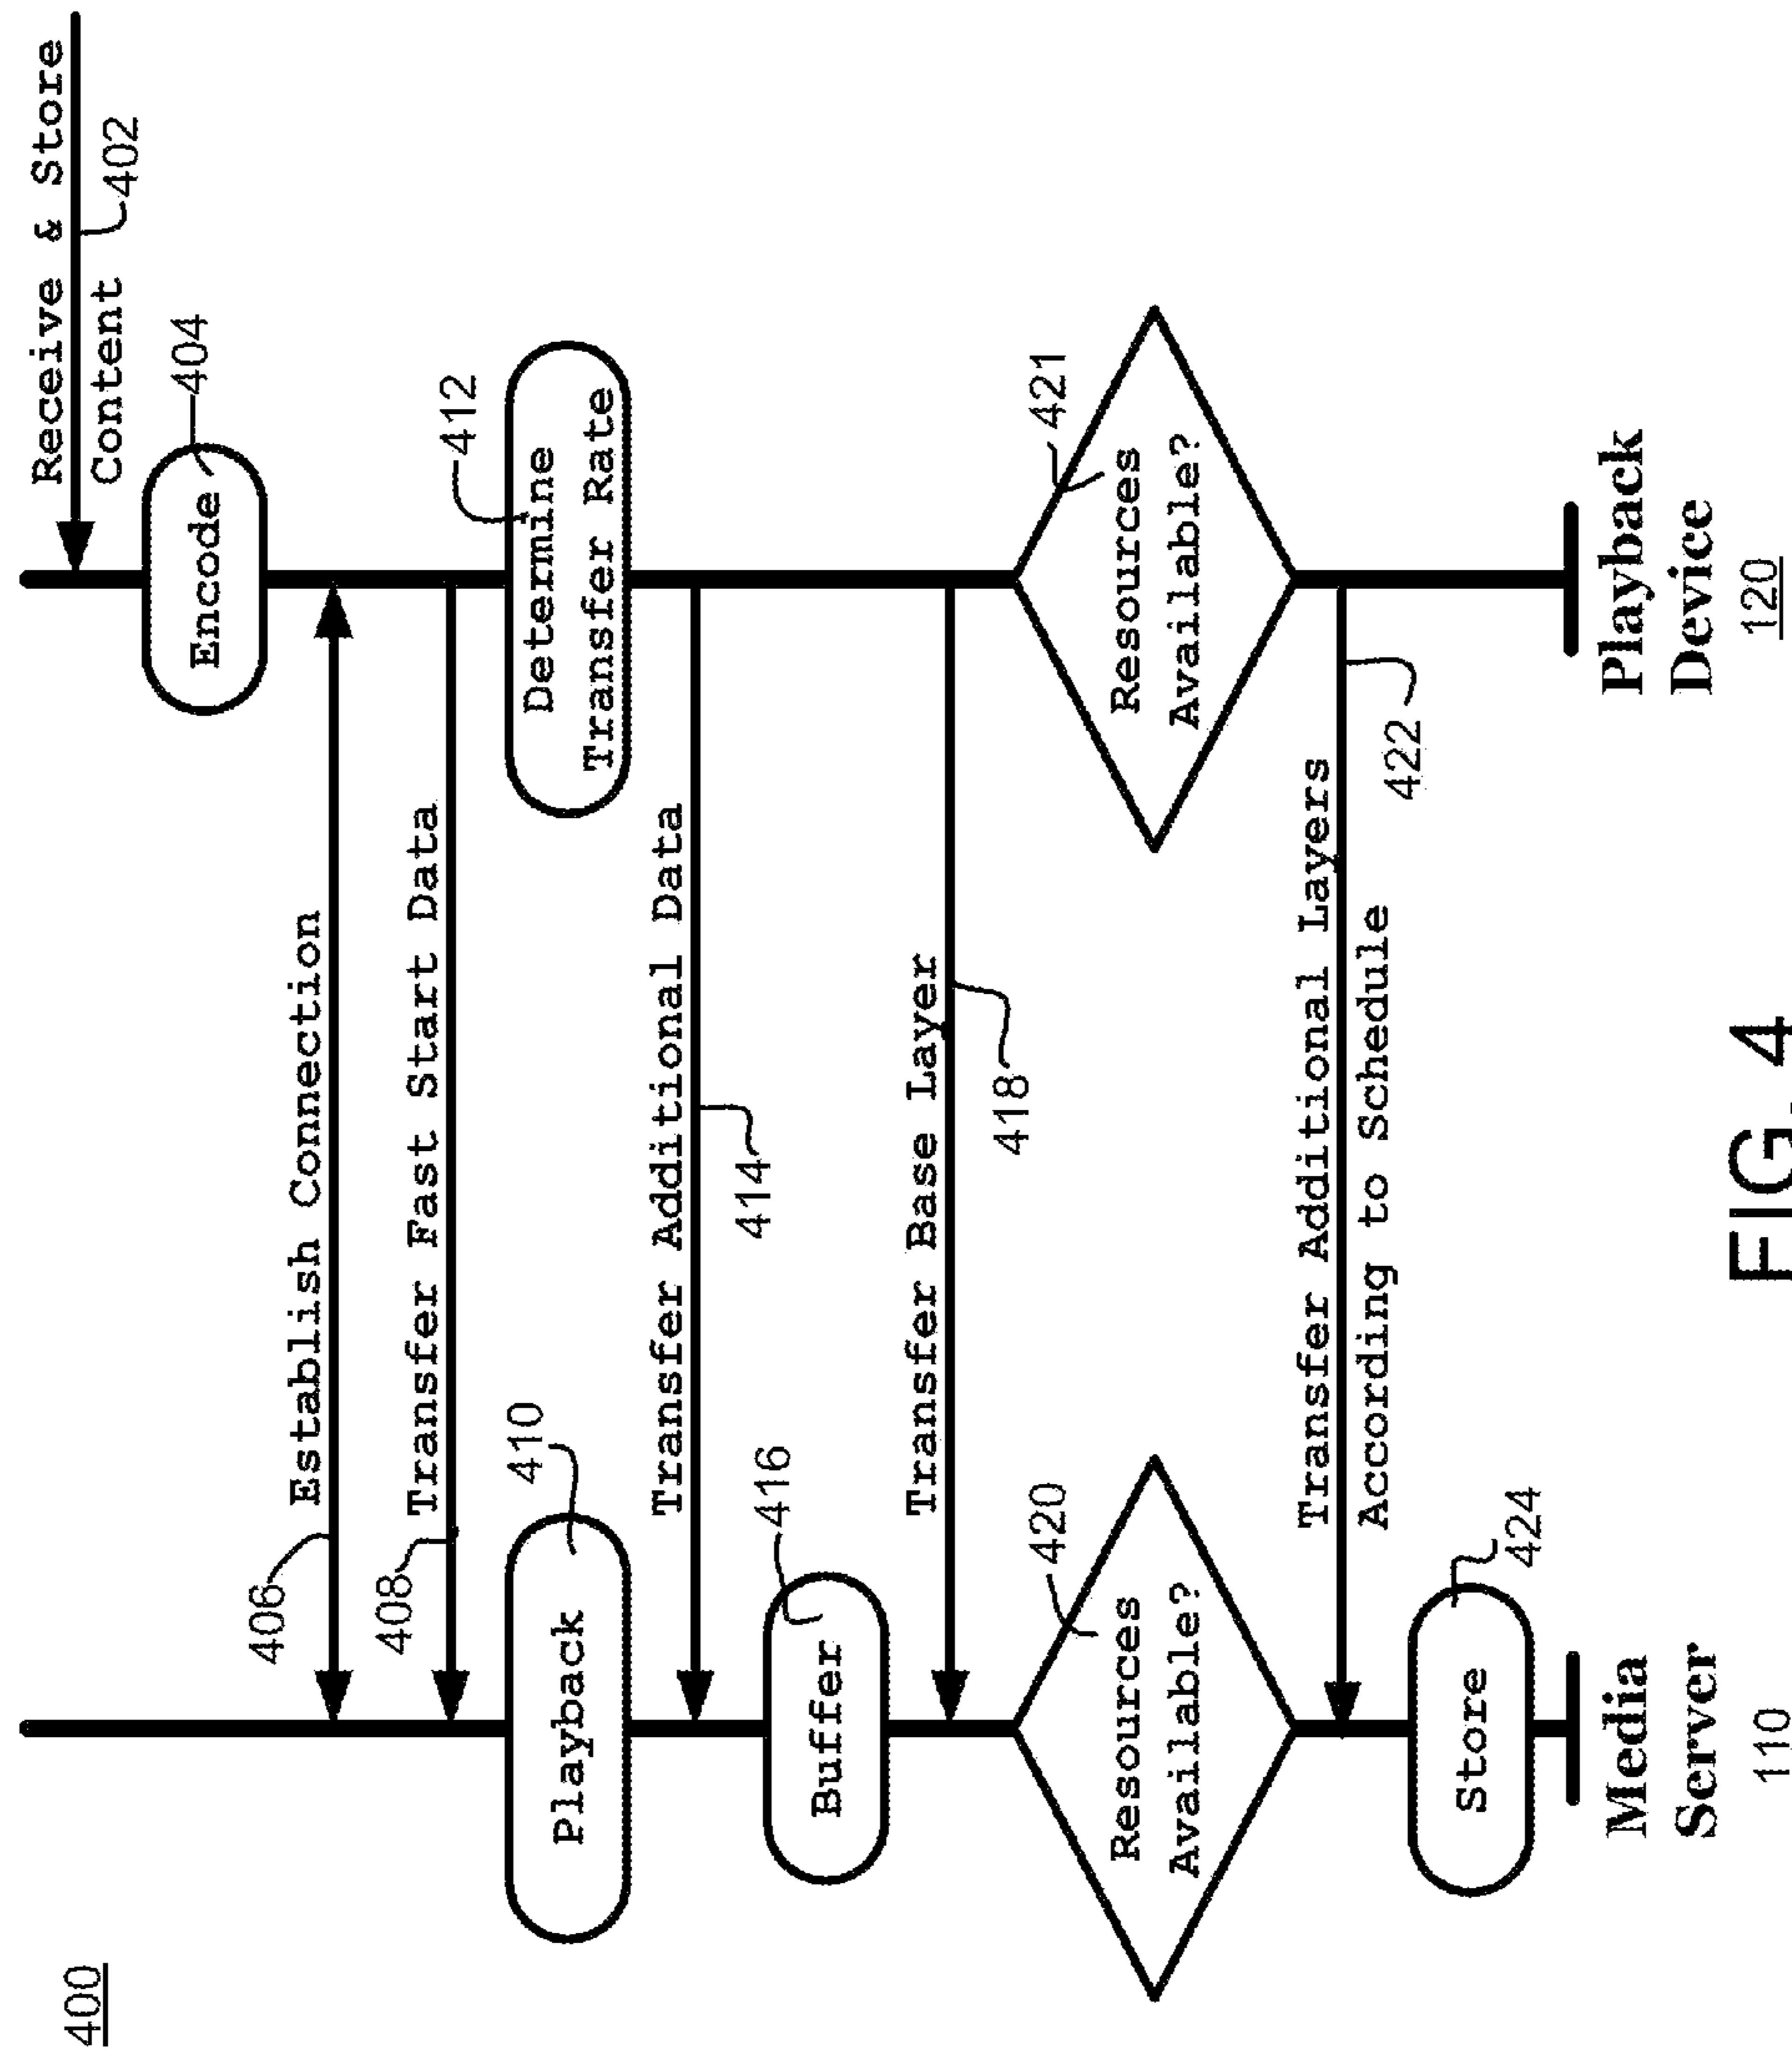 400
Receive & Store
Content
402
404
Encode
406
Establish Connection
408
Transfer Fast Start Data
412
410
Playback
Determine
Transfer Rate
Transfer Additional Data
414
416
Buffer
Transfer Base Layer
418
420
Resources
Available?
421
Resources
Available?
Transfer Additional Layers
According to Schedule
422
Store
424
Media
Server
110
Playback
Device
120
FIG. 4